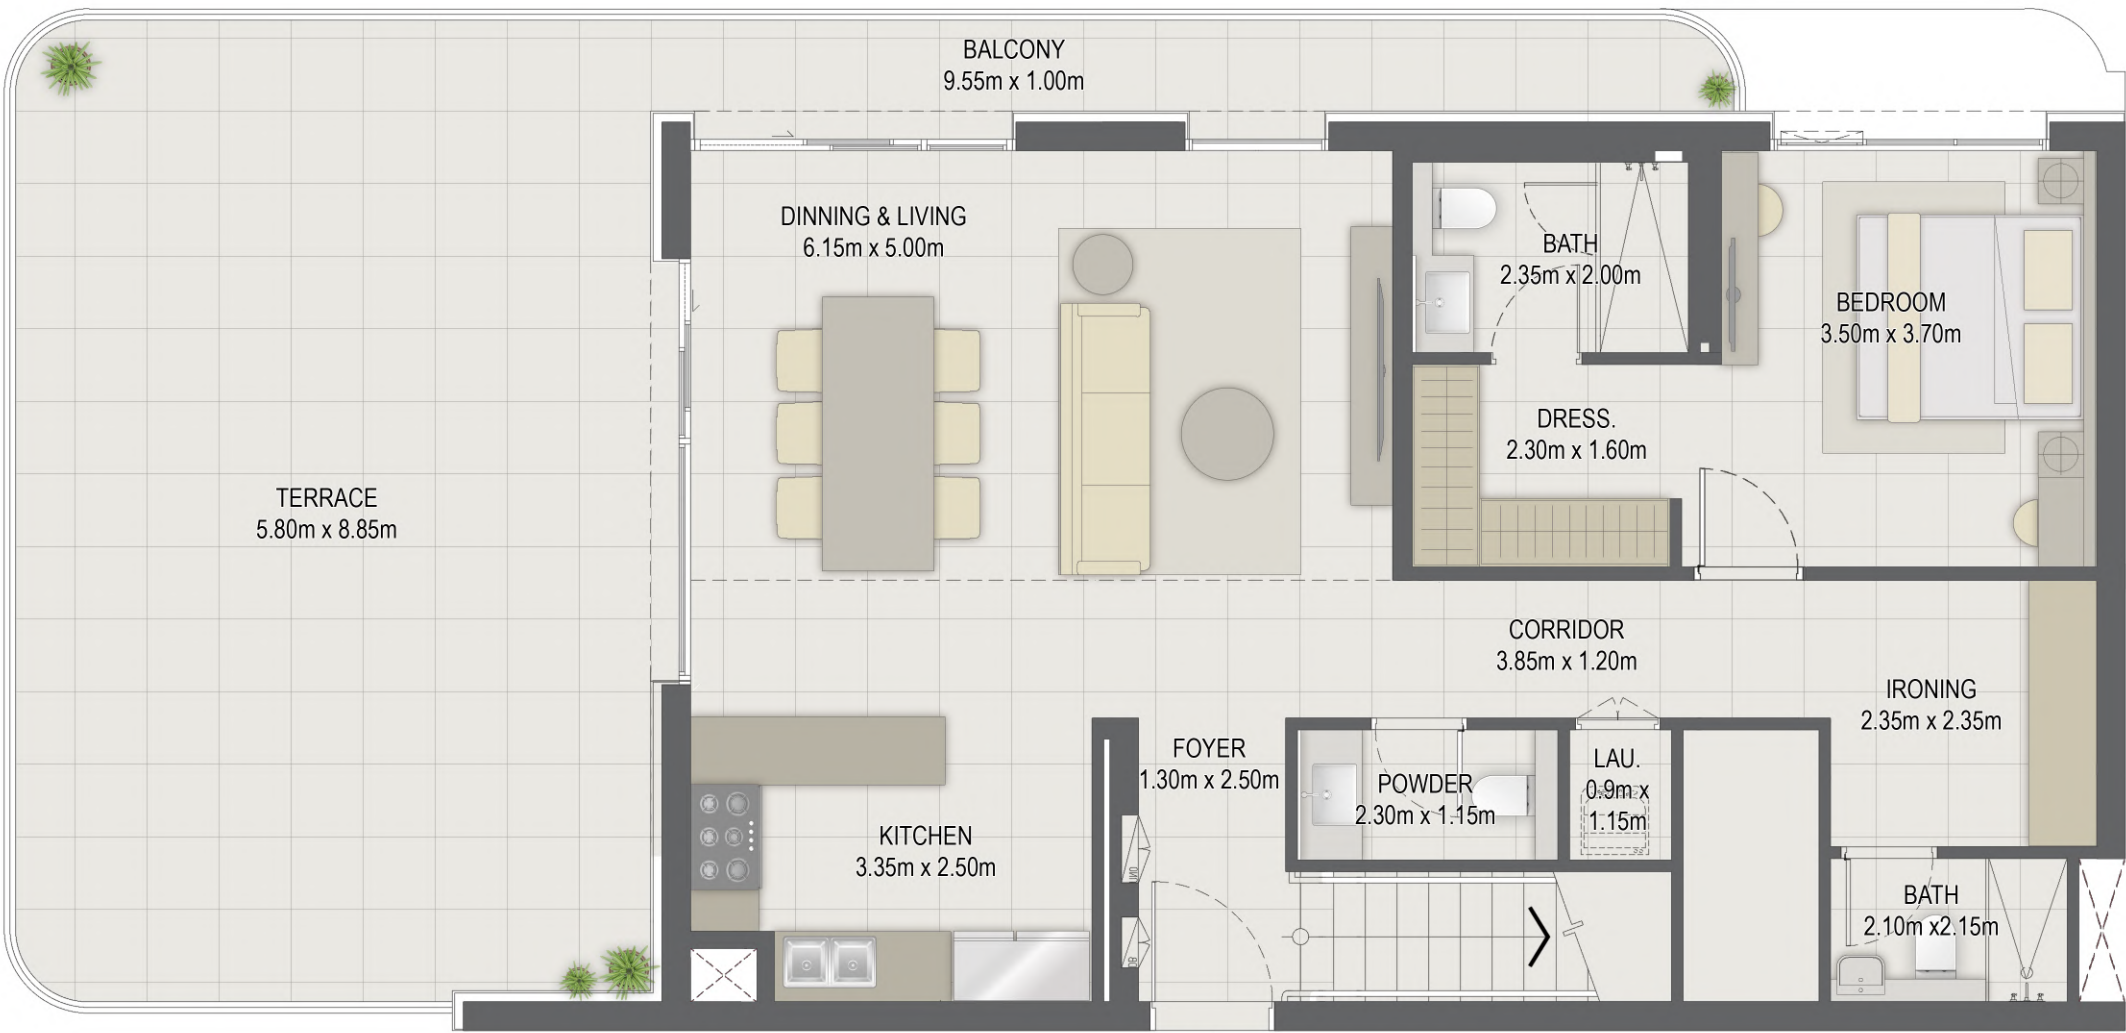 BALCONY
9.55m x 1.00m
DINNING & LIVING
6.15m x 5.00m
BATH
2.35m x 2.00m
BEDROOM
3.50m x 3.70m
DRESS.
2.30m x 1.60m
TERRACE
5.80m x 8.85m
CORRIDOR
3.85m x 1.20m
IRONING
2.35m x 2.35m
FOYER
1.30m x 2.50m
POWDER
2.30m x 1.15m
LAU.
0.9m x
1.15m
KITCHEN
3.35m x 2.50m
BATH
2.10m x2.15m